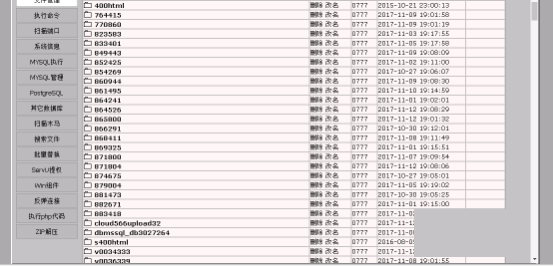 文件管理
执行命令
扫描端口
系统信息
MYSQL执行
MYSQL管理
PostgreSQL
其它数据库
扫描木马
搜索文件
批量替换
ServU提权
Win组件
反弹连接
执行php代码
ZIP解压
400html 删除 改名 0777 2015-10-21 23:00:13
764415 删除 改名 0777 2017-11-09 19:01:58
770860 删除 改名 0777 2017-11-09 19:01:19
823583 删除 改名 0777 2017-11-03 19:17:55
833401 删除 改名 0777 2017-11-05 19:17:58
849443 删除 改名 0777 2017-11-09 19:08:09
852425 删除 改名 0777 2017-11-02 19:11:00
854269 删除 改名 0777 2017-10-27 19:06:07
860944 删除 改名 0777 2017-11-09 19:08:30
861495 删除 改名 0777 2017-11-10 19:14:59
864241 删除 改名 0777 2017-11-01 19:02:01
864526 删除 改名 0777 2017-11-12 19:08:29
865800 删除 改名 0777 2017-11-12 19:01:32
866291 删除 改名 0777 2017-10-30 19:12:01
868411 删除 改名 0777 2017-11-08 19:11:49
869325 删除 改名 0777 2017-11-01 19:15:51
871800 删除 改名 0777 2017-11-07 19:09:54
871804 删除 改名 0777 2017-11-12 19:08:06
874675 删除 改名 0777 2017-10-27 19:05:01
879004 删除 改名 0777 2017-11-05 19:19:02
881473 删除 改名 0777 2017-10-30 19:05:25
882671 删除 改名 0777 2017-11-01 19:15:00
883418 删除 改名 0777 2017-11-0
cloud566upload32 删除 改名 0777 2017-11-1
dbmssql_db3027264 删除 改名 0777 2017-11-0
s400html 删除 改名 0777 2016-08-0
v0034333 删除 改名 0777 2017-11-1
v0036339 删除 改名 0777 2017-11-08 19:01:55